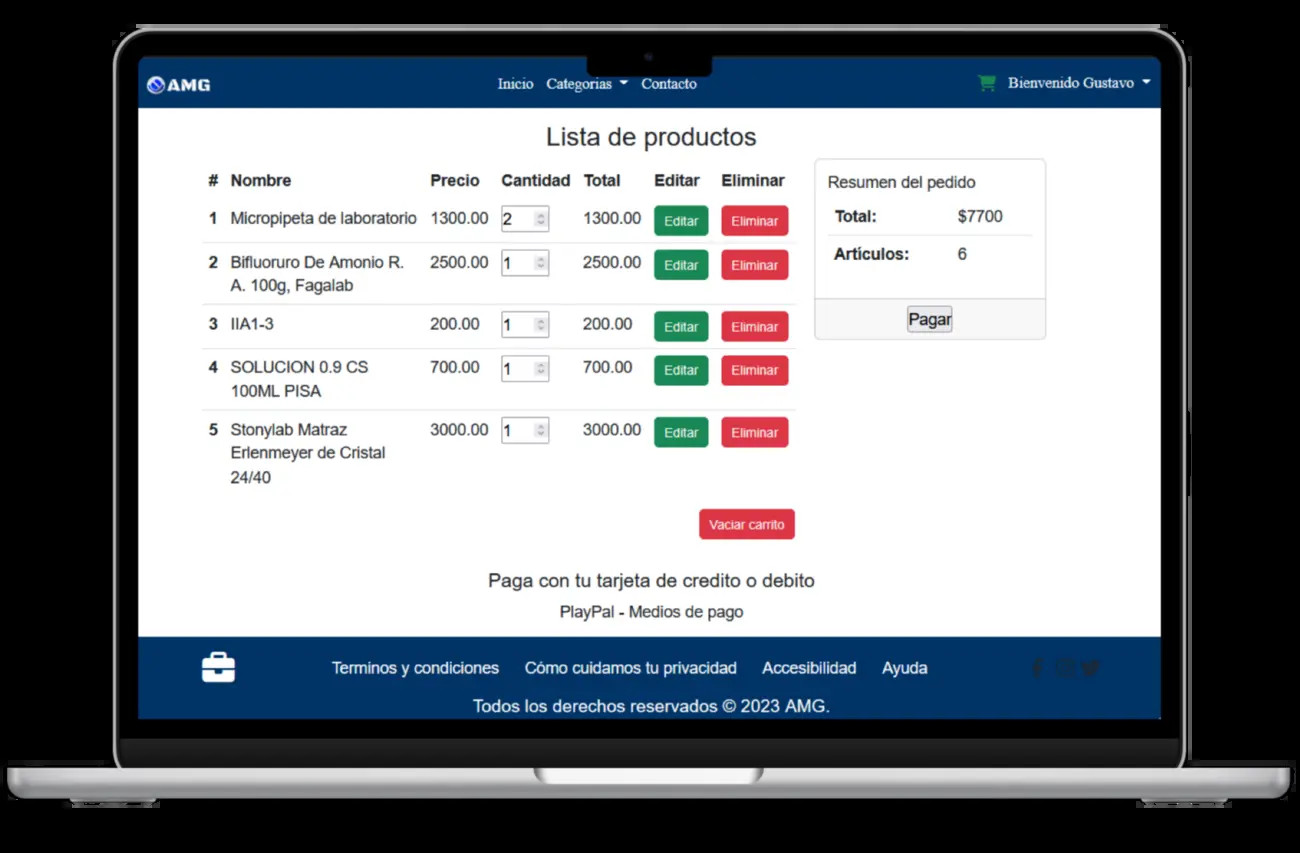 AMG
Inicio Categorias Contacto
Bienvenido Gustavo
Lista de productos
# Nombre Precio Cantidad Total Editar Eliminar
1 Micropipeta de laboratorio 1300.00 2 1300.00 Editar Eliminar
2 Bifluoruro De Amonio R. 2500.00 1 2500.00 Editar Eliminar
A. 100g, Fagalab
3 IIA1-3 200.00 1 200.00 Editar Eliminar
4 SOLUCION 0.9 CS 700.00 1 700.00 Editar Eliminar
100ML PISA
5 Stonylab Matraz 3000.00 1 3000.00 Editar Eliminar
Erlenmeyer de Cristal
24/40
Vaciar carrito
Resumen del pedido
Total: $7700
Artículos: 6
Pagar
Paga con tu tarjeta de credito o debito
PlayPal - Medios de pago
Terminos y condiciones Cómo cuidamos tu privacidad Accesibilidad Ayuda
Todos los derechos reservados © 2023 AMG.